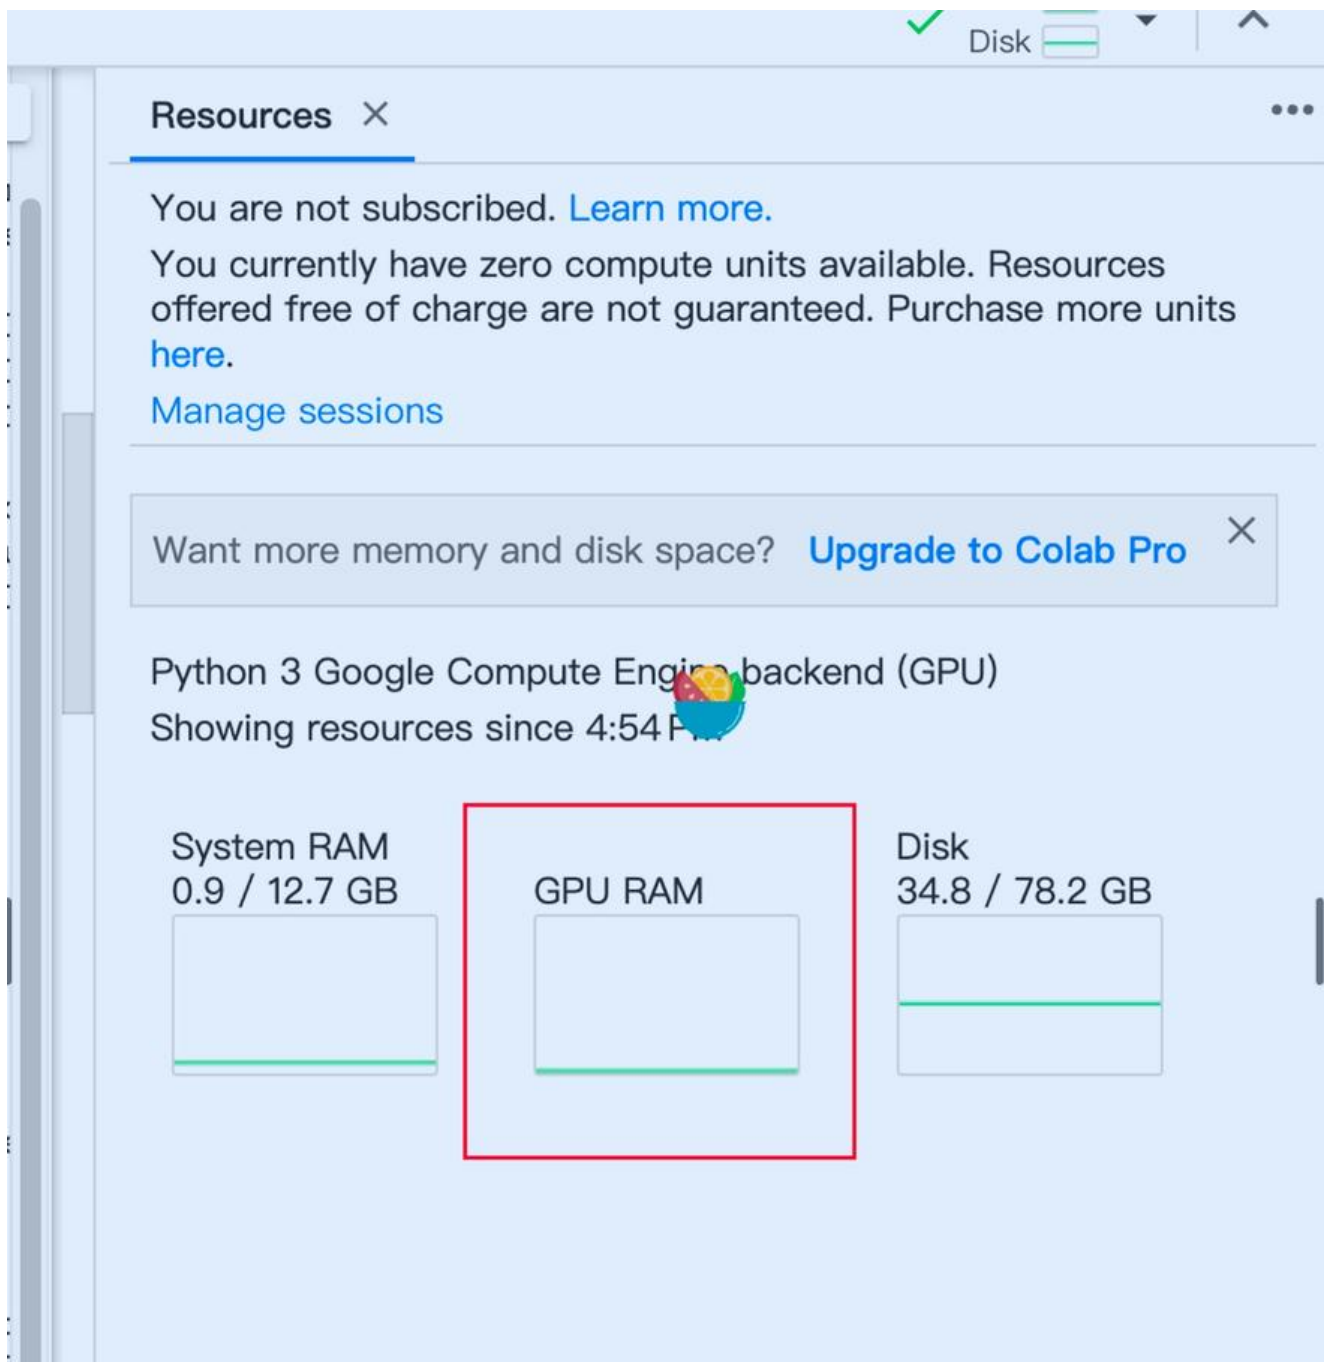 Disk
Resources
You are not subscribed. Learn more.
You currently have zero compute units available. Resources
offered free of charge are not guaranteed. Purchase more units
here.
Manage sessions
Want more memory and disk space? Upgrade to Colab Pro
Python 3 Google Compute Engine backend (GPU)
Showing resources since 4:54 PM
System RAM
0.9 / 12.7 GB
GPU RAM
Disk
34.8 / 78.2 GB